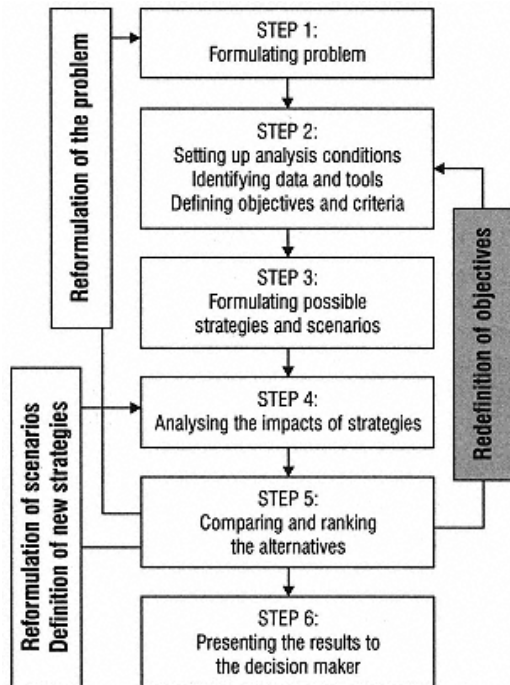 STEP 1:
Formulating problem
STEP 2:
Setting up analysis conditions
Identifying data and tools
Defining objectives and criteria
STEP 3:
Formulating possible
strategies and scenarios
STEP 4:
Analysing the impacts of strategies
STEP 5:
Comparing and ranking
the alternatives
STEP 6:
Presenting the results to
the decision maker
Reformulation of the problem
Reformulation of scenarios
Definition of new strategies
Redefinition of objectives